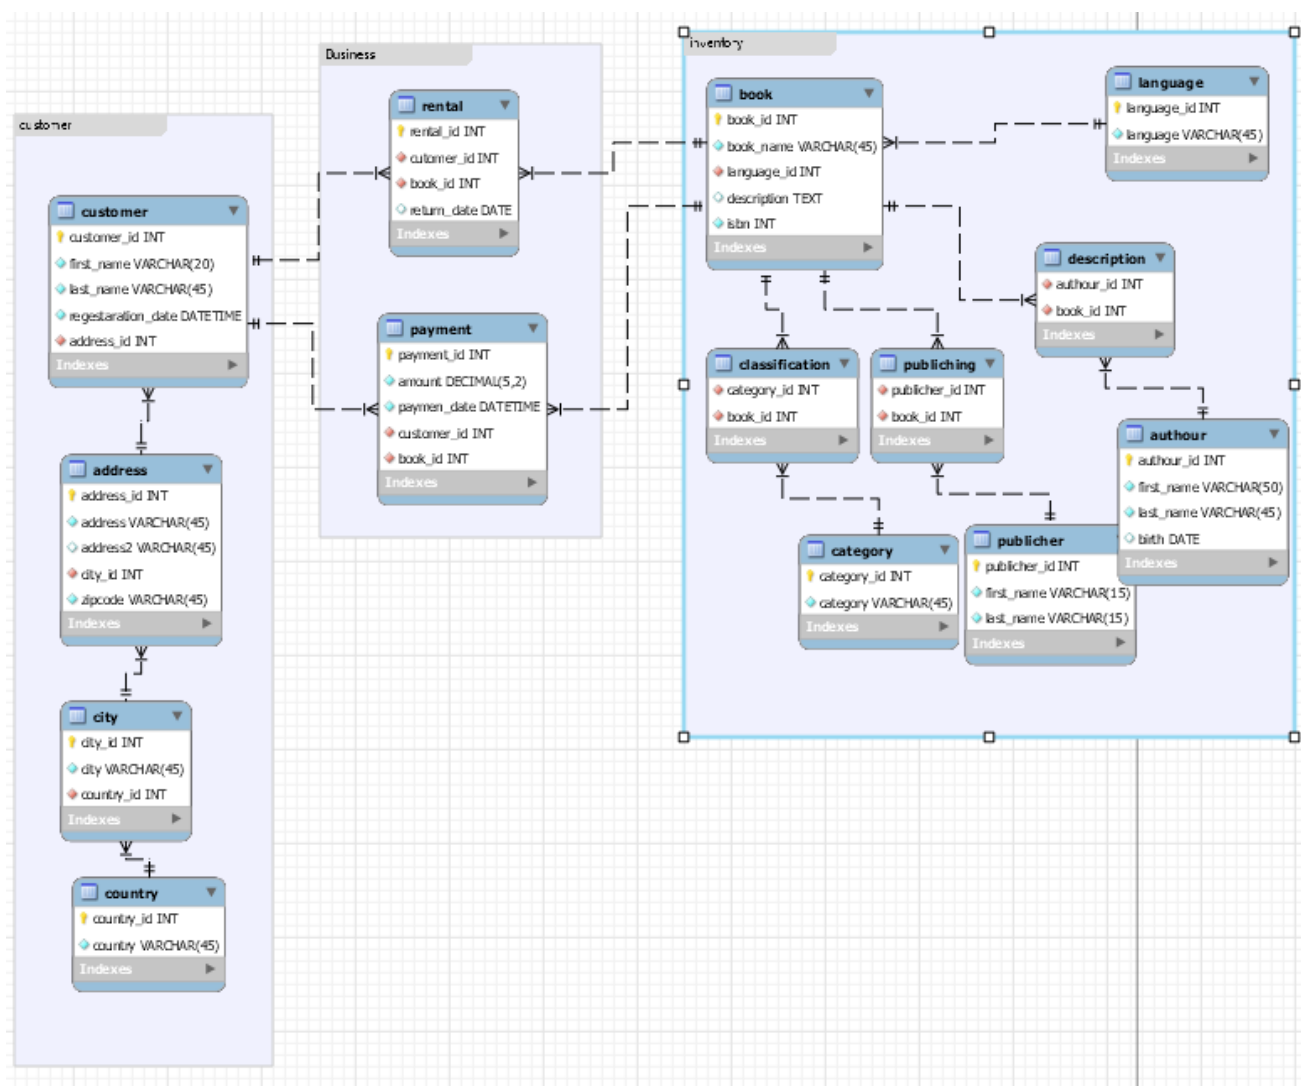 customer
customer
customer_id INT
first_name VARCHAR(20)
last_name VARCHAR(45)
regestaration_date DATETIME
address_id INT
Indexes
address
address_id INT
address VARCHAR(45)
address2 VARCHAR(45)
city_id INT
zipcode VARCHAR(45)
Indexes
city
city_id INT
city VARCHAR(45)
country_id INT
Indexes
country
country_id INT
country VARCHAR(45)
Indexes
Business
rental
rental_id INT
cutomer_id INT
book_id INT
return_date DATE
Indexes
payment
payment_id INT
amount DECIMAL(5,2)
paymen_date DATETIME
customer_id INT
book_id INT
Indexes
inventory
book
book_id INT
book_name VARCHAR(45)
language_id INT
description TEXT
isbn INT
Indexes
language
language_id INT
language VARCHAR(45)
Indexes
description
authour_id INT
book_id INT
Indexes
classification
category_id INT
book_id INT
Indexes
publiching
publicher_id INT
book_id INT
Indexes
authour
authour_id INT
first_name VARCHAR(50)
last_name VARCHAR(45)
birth DATE
Indexes
category
category_id INT
category VARCHAR(45)
Indexes
publicher
publicher_id INT
first_name VARCHAR(15)
last_name VARCHAR(15)
Indexes